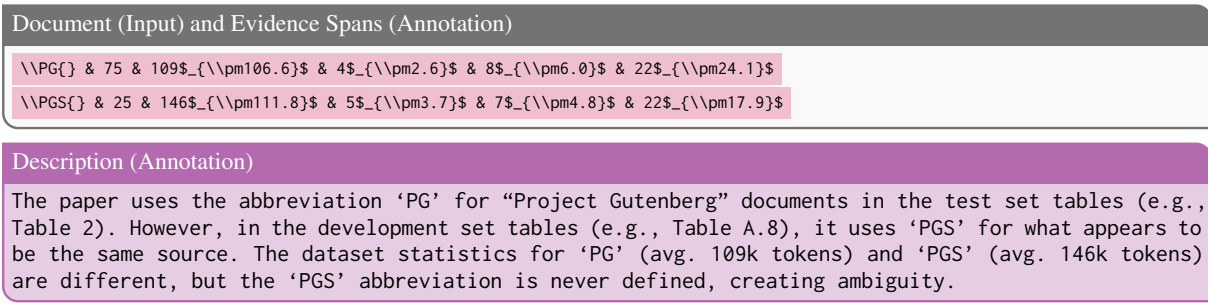 Document (Input) and Evidence Spans (Annotation)
\\PG{} & 75 & 109$_{\\pm106.6}$ & 4$_{\\pm2.6}$ & 8$_{\\pm6.0}$ & 22$_{\\pm24.1}$
\\PGS{} & 25 & 146$_{\\pm111.8}$ & 5$_{\\pm3.7}$ & 7$_{\\pm4.8}$ & 22$_{\\pm17.9}$
Description (Annotation)
The paper uses the abbreviation ‘PG’ for “Project Gutenberg” documents in the test set tables (e.g.,
Table 2). However, in the development set tables (e.g., Table A.8), it uses ‘PGS’ for what appears to
be the same source. The dataset statistics for ‘PG’ (avg. 109k tokens) and ‘PGS’ (avg. 146k tokens)
are different, but the ‘PGS’ abbreviation is never defined, creating ambiguity.